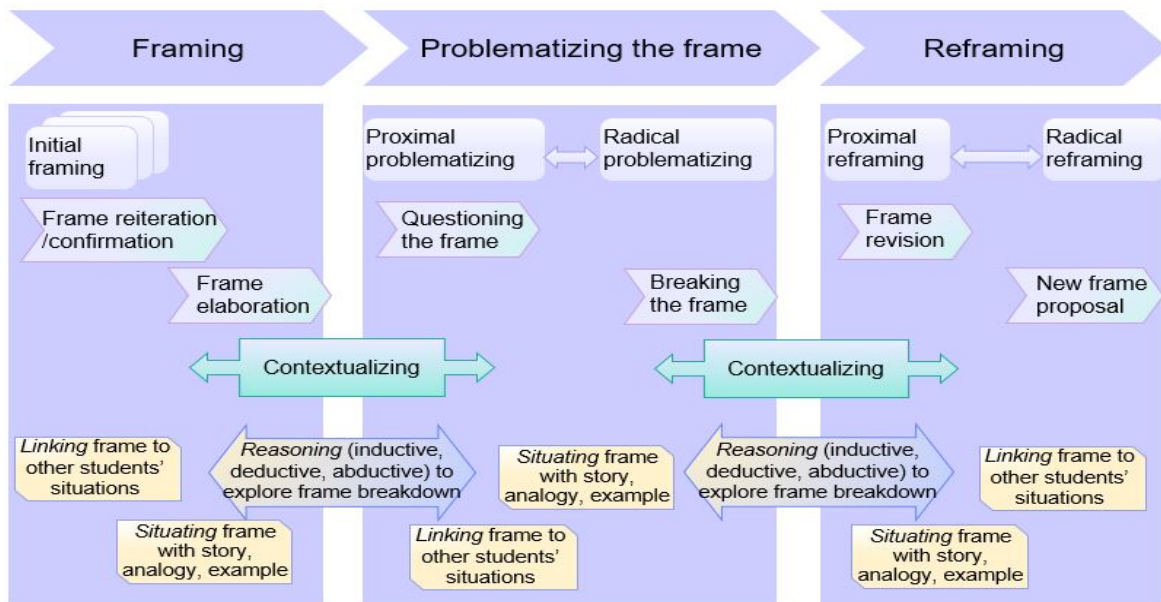 Framing
Problematizing the frame
Reframing
Initial
framing
Frame reiteration
/confirmation
Frame
elaboration
Proximal
problematizing
Radical
problematizing
Questioning
the frame
Breaking
the frame
Proximal
reframing
Radical
reframing
Frame
revision
New frame
proposal
Contextualizing
Contextualizing
Linking frame to
other students'
situations
Situating frame
with story,
analogy, example
Reasoning (inductive,
deductive, abductive) to
explore frame breakdown
Linking frame to
other students'
situations
Situating frame
with story,
analogy, example
Reasoning (inductive,
deductive, abductive) to
explore frame breakdown
Situating frame
with story,
analogy, example
Linking frame to
other students'
situations